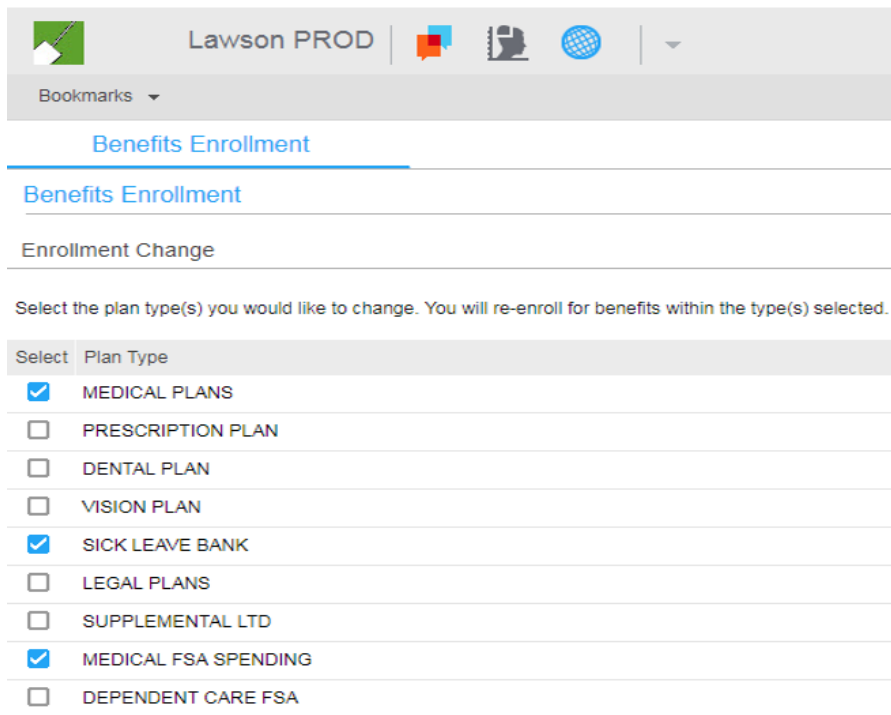 Lawson PROD
Bookmarks
Benefits Enrollment
Benefits Enrollment
Enrollment Change
Select the plan type(s) you would like to change. You will re-enroll for benefits within the type(s) selected.
Select Plan Type
MEDICAL PLANS
PRESCRIPTION PLAN
DENTAL PLAN
VISION PLAN
SICK LEAVE BANK
LEGAL PLANS
SUPPLEMENTAL LTD
MEDICAL FSA SPENDING
DEPENDENT CARE FSA